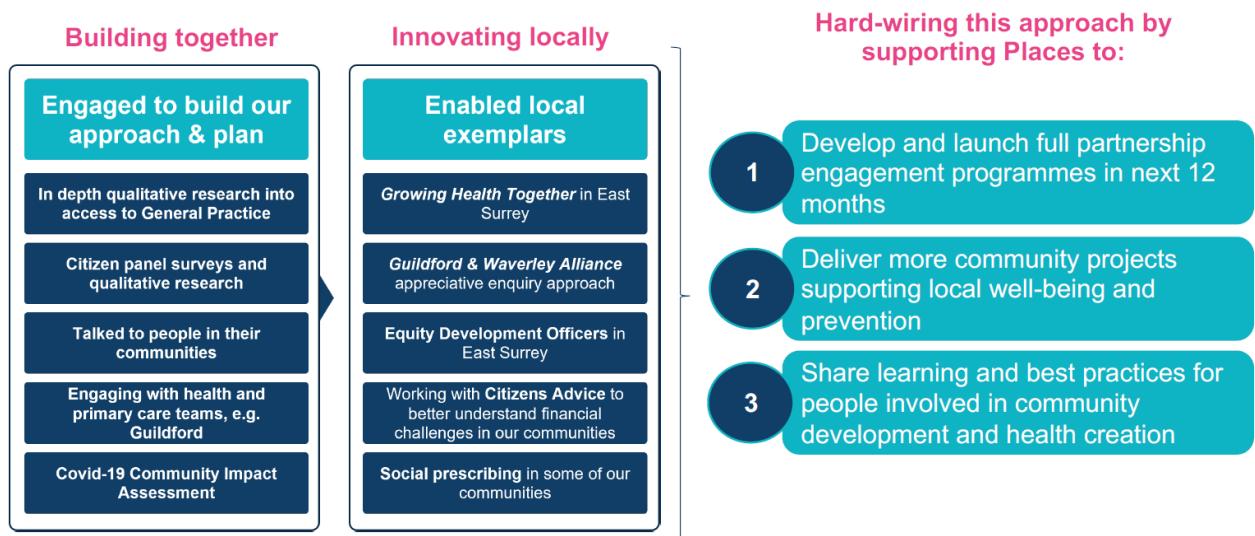 Building together
Engaged to build our
approach & plan
In depth qualitative research into
access to General Practice
Citizen panel surveys and
qualitative research
Talked to people in their
communities
Engaging with health and
primary care teams, e.g.
Guildford
Covid-19 Community Impact
Assessment
Innovating locally
Enabled local
exemplars
Growing Health Together in East
Surrey
Guildford & Waverley Alliance
appreciative enquiry approach
Equity Development Officers in
East Surrey
Working with Citizens Advice to
better understand financial
challenges in our communities
Social prescribing in some of our
communities
Hard-wiring this approach by
supporting Places to:
1
Develop and launch full partnership
engagement programmes in next 12
months
2
Deliver more community projects
supporting local well-being and
prevention
3
Share learning and best practices for
people involved in community
development and health creation